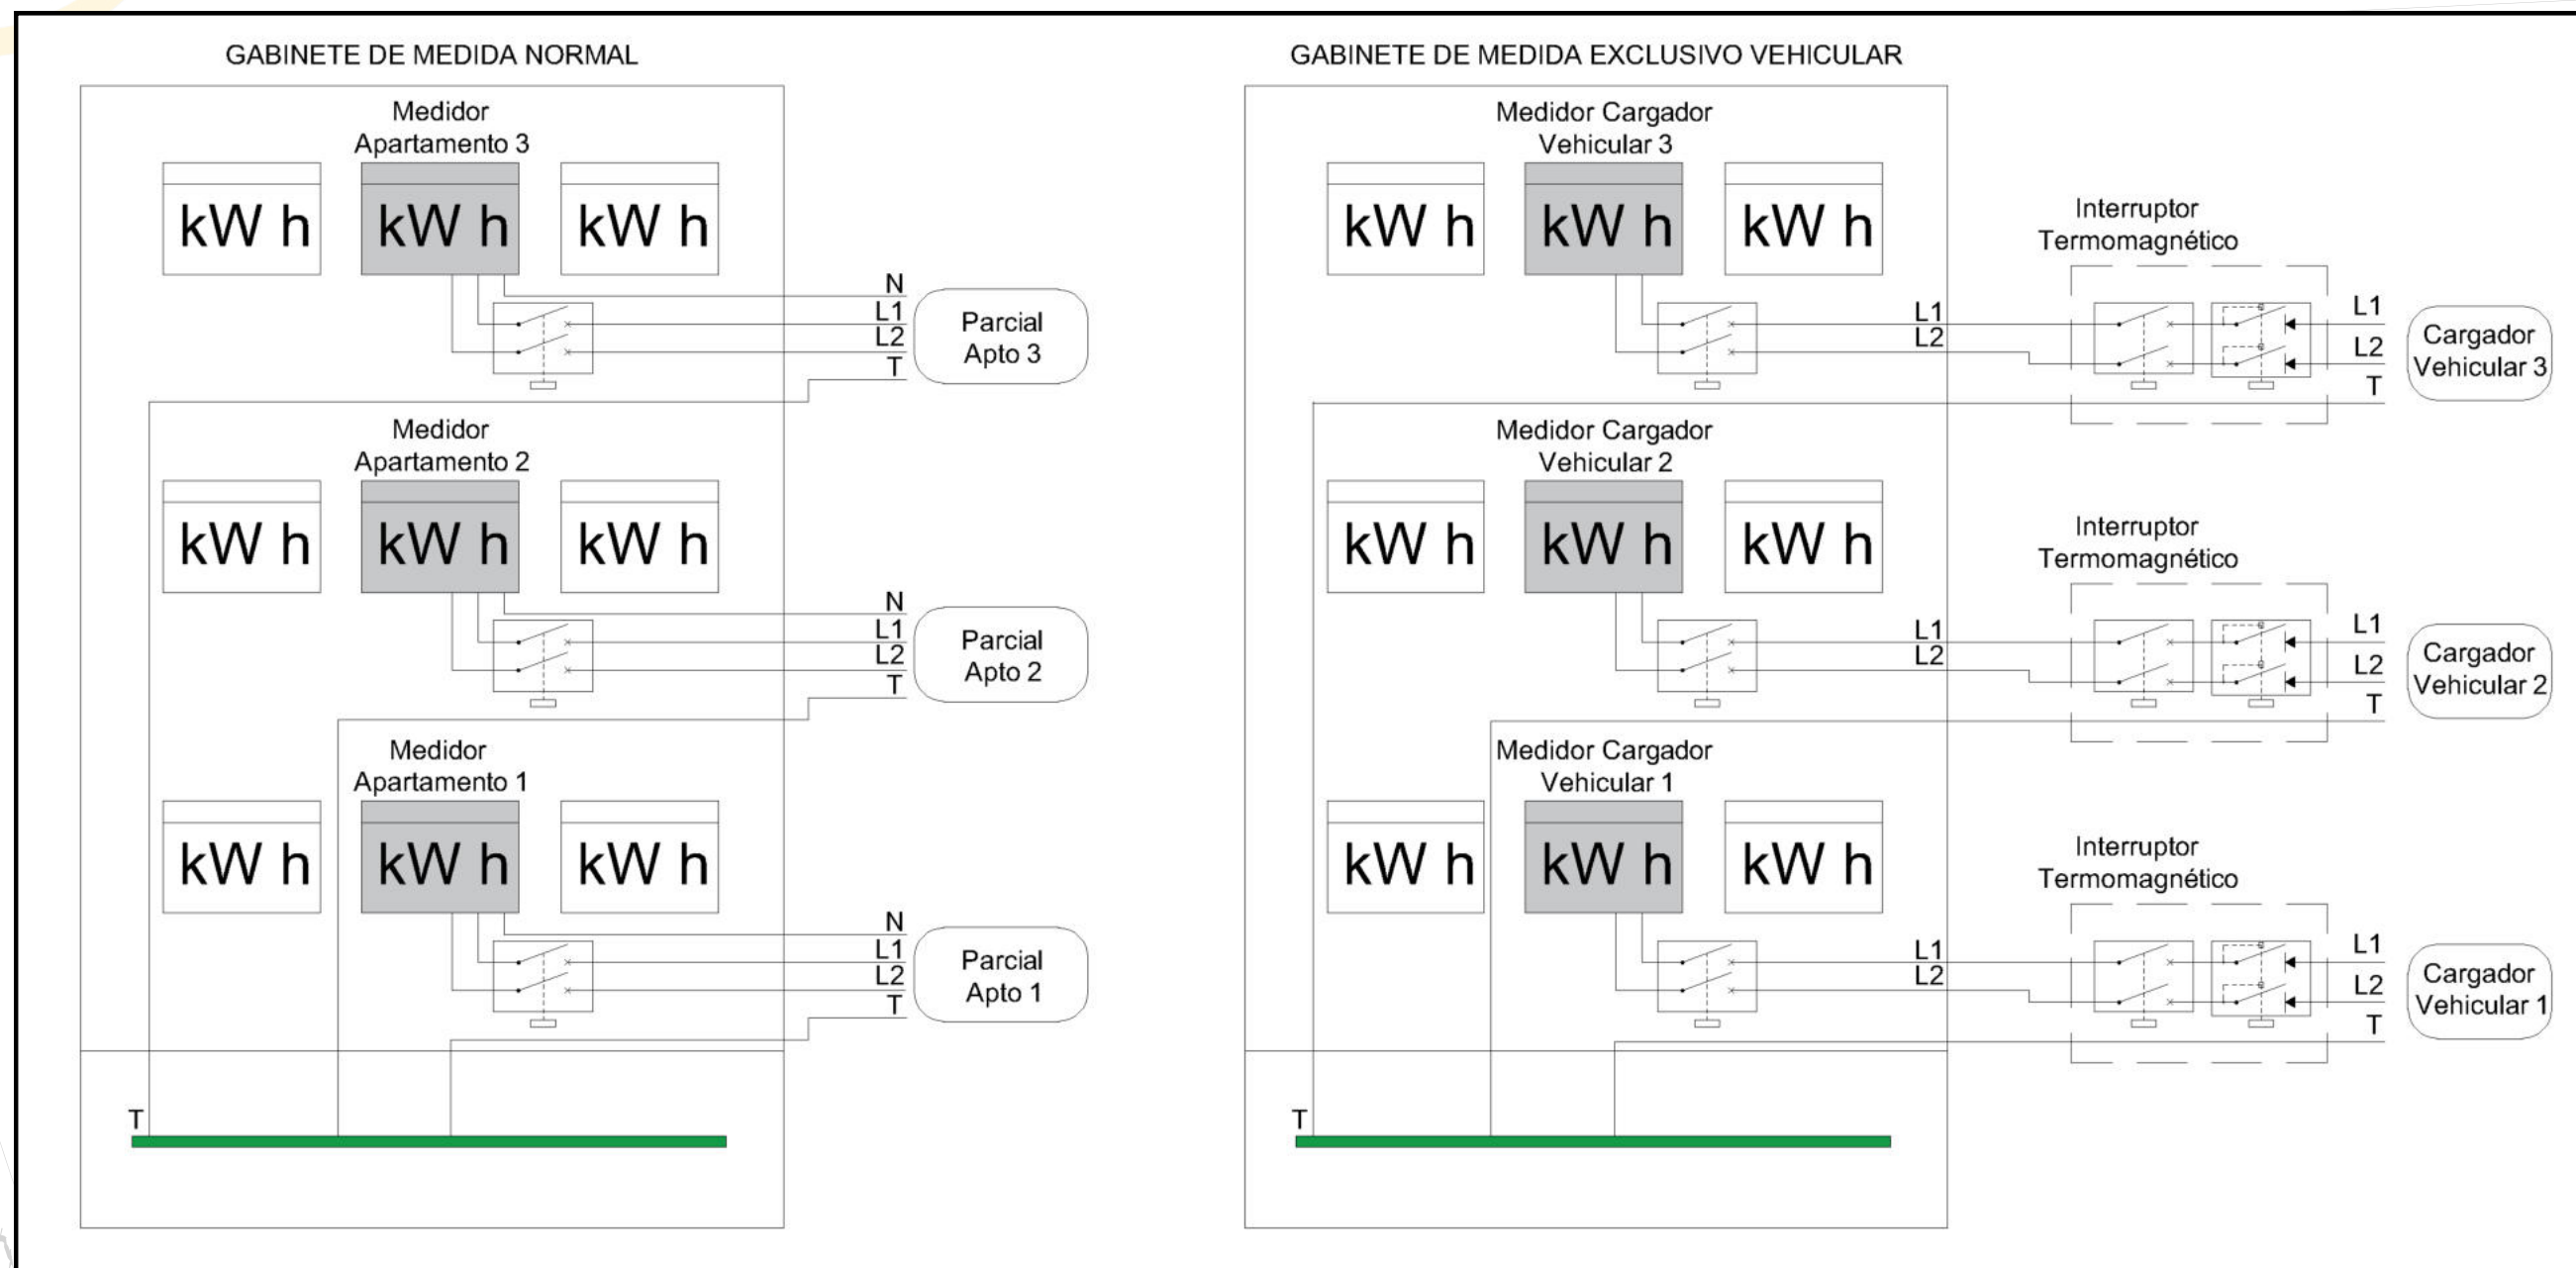 GABINETE DE MEDIDA NORMAL
Medidor
Apartamento 3
kW h
kW h
kW h
N
L1
L2
T
Parcial
Apto 3
Medidor
Apartamento 2
kW h
kW h
kW h
N
L1
L2
T
Parcial
Apto 2
Medidor
Apartamento 1
kW h
kW h
kW h
N
L1
L2
T
Parcial
Apto 1
T
GABINETE DE MEDIDA EXCLUSIVO VEHICULAR
Medidor Cargador
Vehicular 3
kW h
kW h
kW h
L1
L2
Interruptor
Termomagnético
L1
L2
T
Cargador
Vehicular 3
Medidor Cargador
Vehicular 2
kW h
kW h
kW h
L1
L2
Interruptor
Termomagnético
L1
L2
T
Cargador
Vehicular 2
Medidor Cargador
Vehicular 1
kW h
kW h
kW h
L1
L2
Interruptor
Termomagnético
L1
L2
T
Cargador
Vehicular 1
T